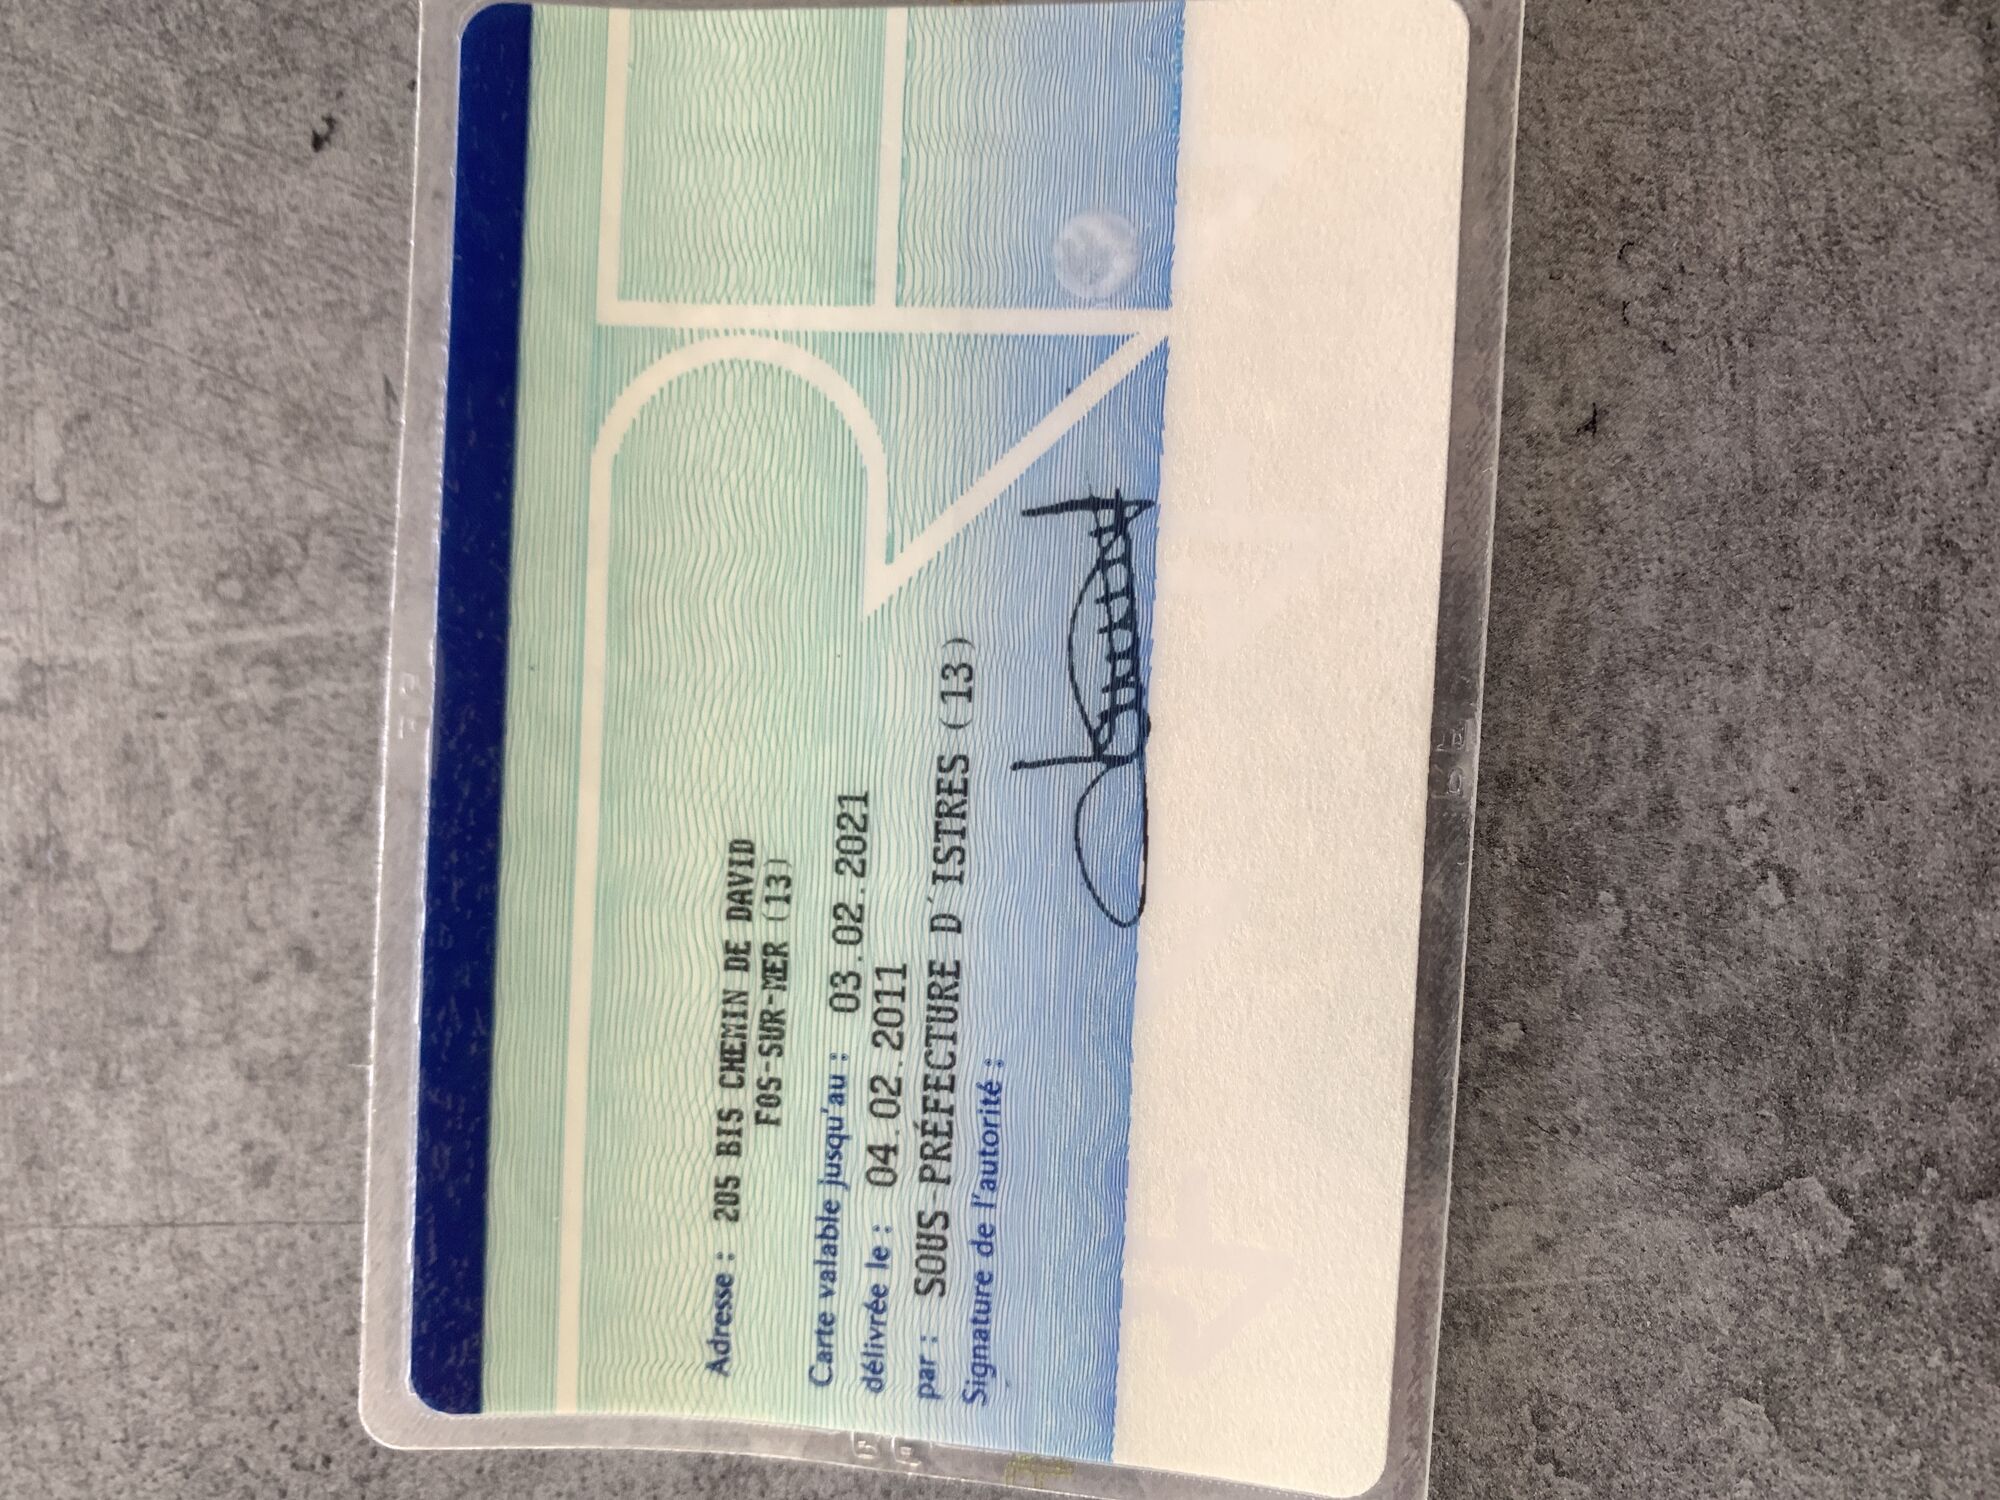 Adresse : 205 BIS CHEMIN DE DAVID
FOS-SUR-MER (13)
Carte valable jusqu'au : 03.02.2021
délivrée le : 04.02.2011
par : SOUS-PRÉFECTURE D'ISTRES (13)
Signature de l'autorité :
RF